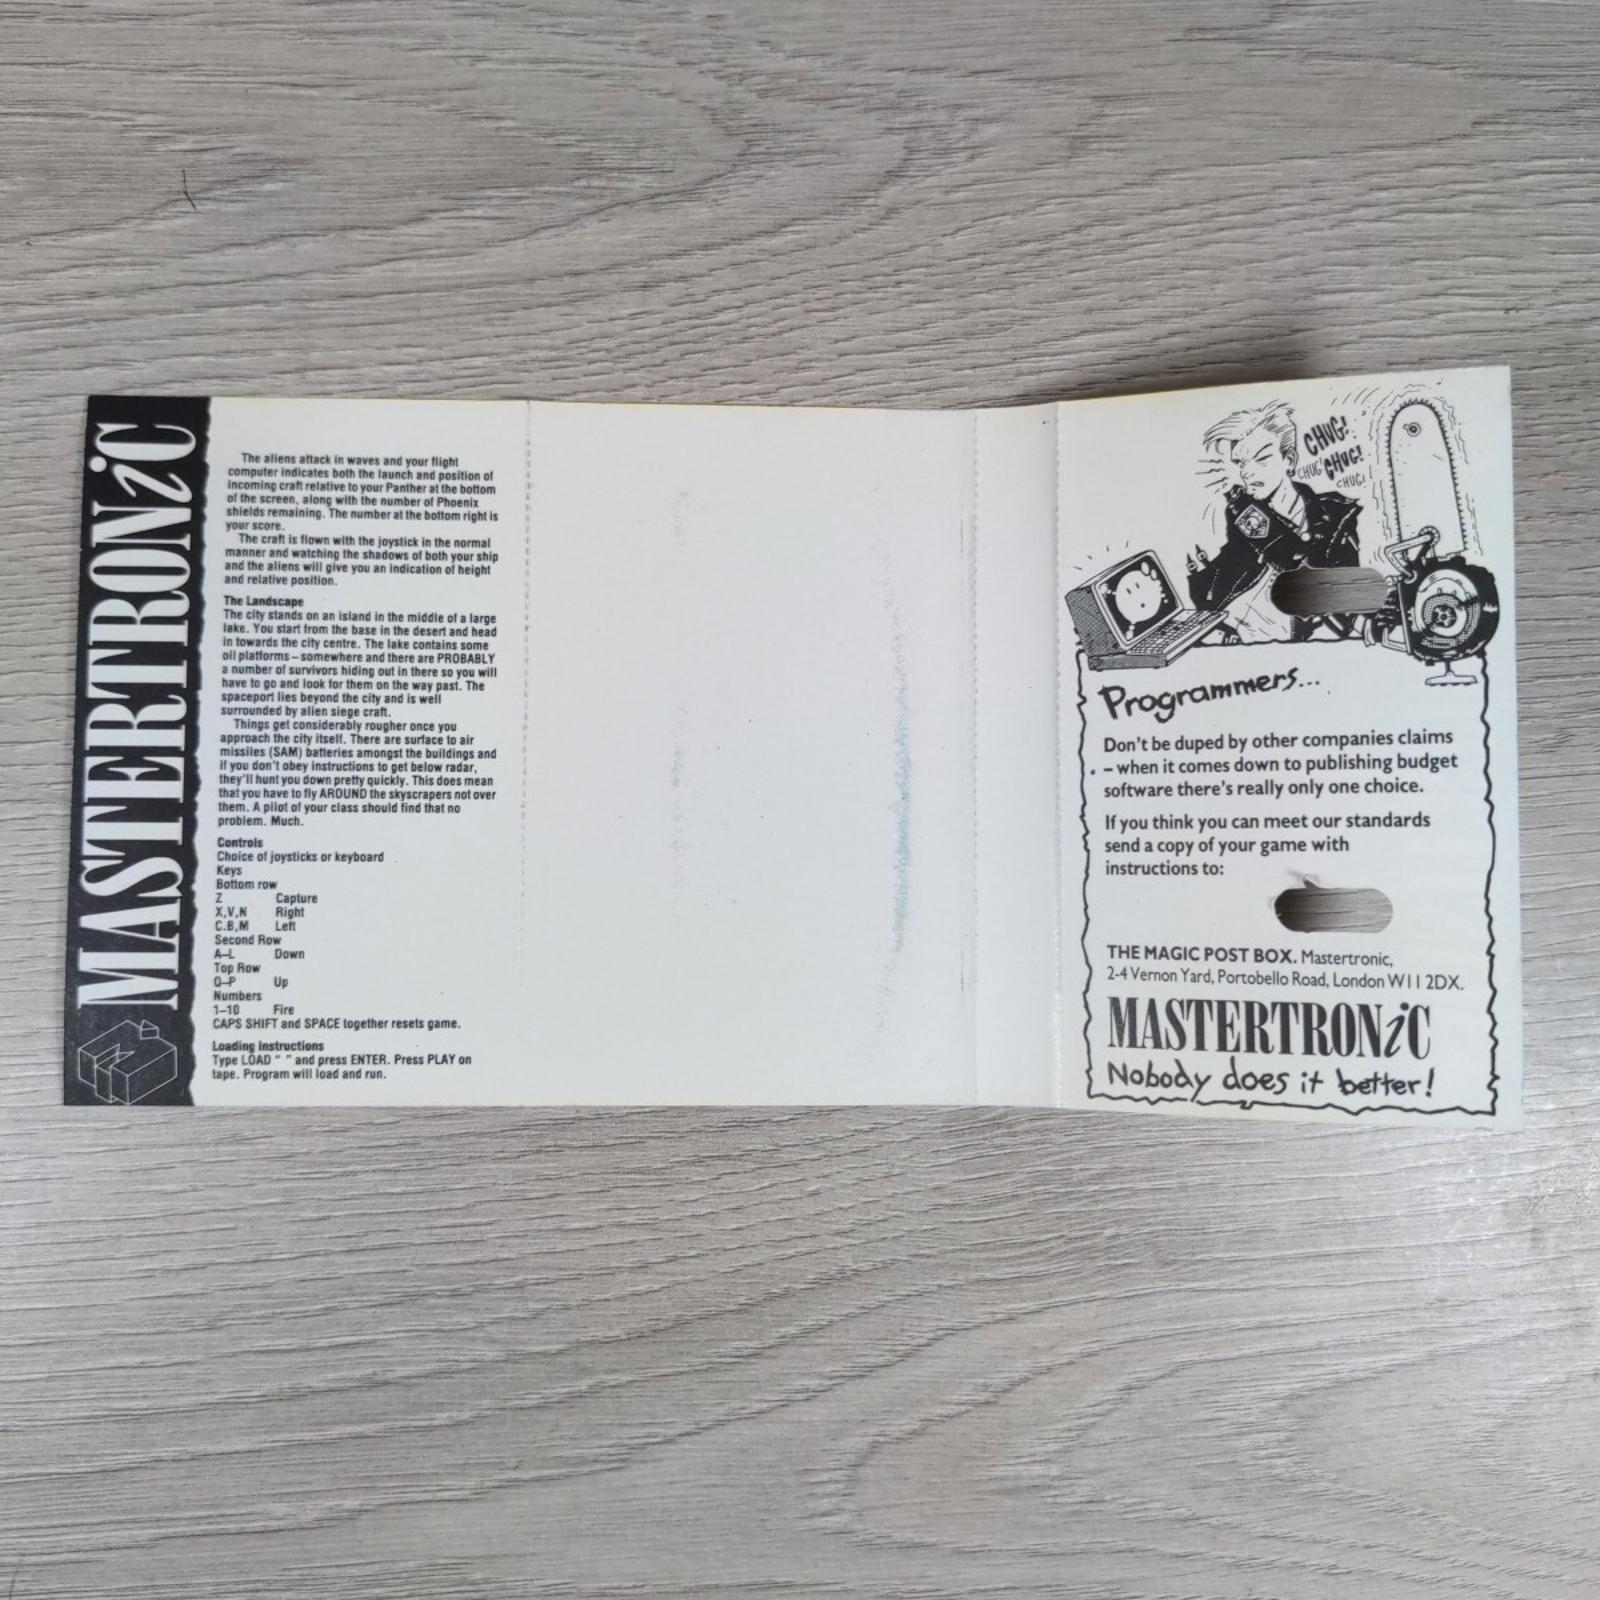 MASTERTRONiC
The aliens attack in waves and your flight
computer indicates both the launch and position of
incoming craft relative to your Panther at the bottom
of the screen, along with the number of Phoenix
shields remaining. The number at the bottom right is
your score.
The craft is flown with the joystick in the normal
manner and watching the shadows of both your ship
and the aliens will give you an indication of height
and relative position.
The Landscape
The city stands on an island in the middle of a large
lake. You start from the base in the desert and head
in towards the city centre. The lake contains some
oil platforms – somewhere and there are PROBABLY
a number of survivors hiding out in there so you will
have to go and look for them on the way past. The
spaceport lies beyond the city and is well
surrounded by alien siege craft.
Things get considerably rougher once you
approach the city itself. There are surface to air
missiles (SAM) batteries amongst the buildings and
if you don't obey instructions to get below radar,
they'll hunt you down pretty quickly. This does mean
that you have to fly AROUND the skyscrapers not over
them. A pilot of your class should find that no
problem. Much.
Controls
Choice of joysticks or keyboard
Keys
Bottom row
Z Capture
X,V,N Right
C.B,M Left
Second Row
A–L Down
Top Row
Q–P Up
Numbers
1–10 Fire
CAPS SHIFT and SPACE together resets game.
Loading Instructions
Type LOAD " " and press ENTER. Press PLAY on
tape. Program will load and run.
CHUG!
CHUG!
CHUG!
CHUG!
Programmers...
Don't be duped by other companies claims
– when it comes down to publishing budget
software there's really only one choice.
If you think you can meet our standards
send a copy of your game with
instructions to:
THE MAGIC POST BOX. Mastertronic,
2-4 Vernon Yard, Portobello Road, London W11 2DX.
MASTERTRONiC
Nobody does it better!